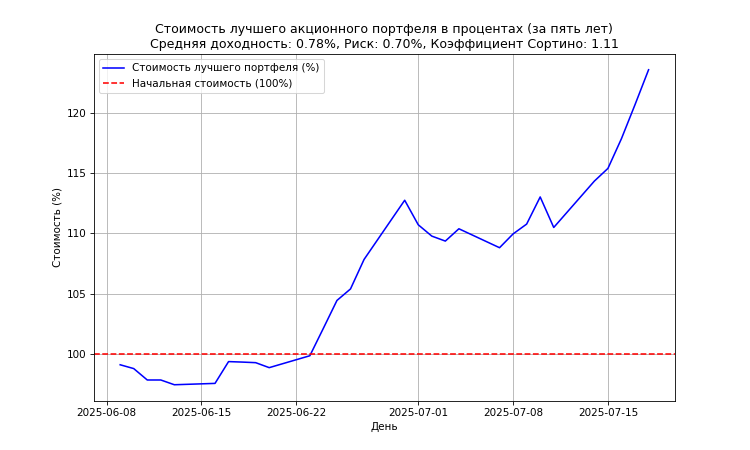 Стоимость лучшего акционного портфеля в процентах (за пять лет)
Средняя доходность: 0.78%, Риск: 0.70%, Коэффициент Сортино: 1.11
Стоимость лучшего портфеля (%)
Начальная стоимость (100%)
Стоимость (%)
120
115
110
105
100
2025-06-08 2025-06-15 2025-06-22 2025-07-01 2025-07-08 2025-07-15
День